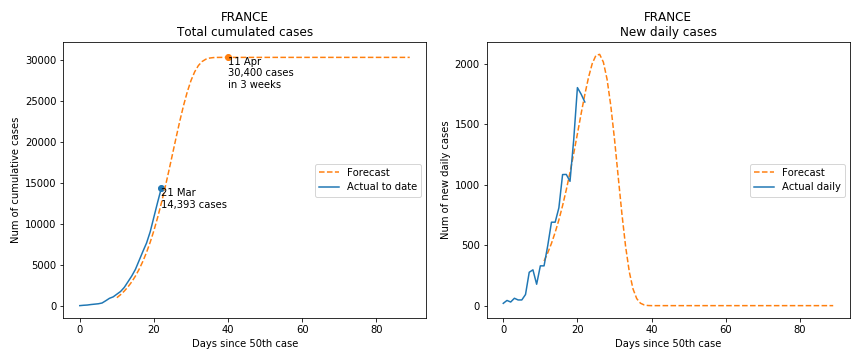 FRANCE
Total cumulated cases
Num of cumulative cases
30000
25000
20000
15000
10000
5000
0
11 Apr
30,400 cases
in 3 weeks
21 Mar
14,393 cases
Forecast
Actual to date
0 20 40 60 80
Days since 50th case
FRANCE
New daily cases
Num of new daily cases
2000
1500
1000
500
0
Forecast
Actual daily
0 20 40 60 80
Days since 50th case